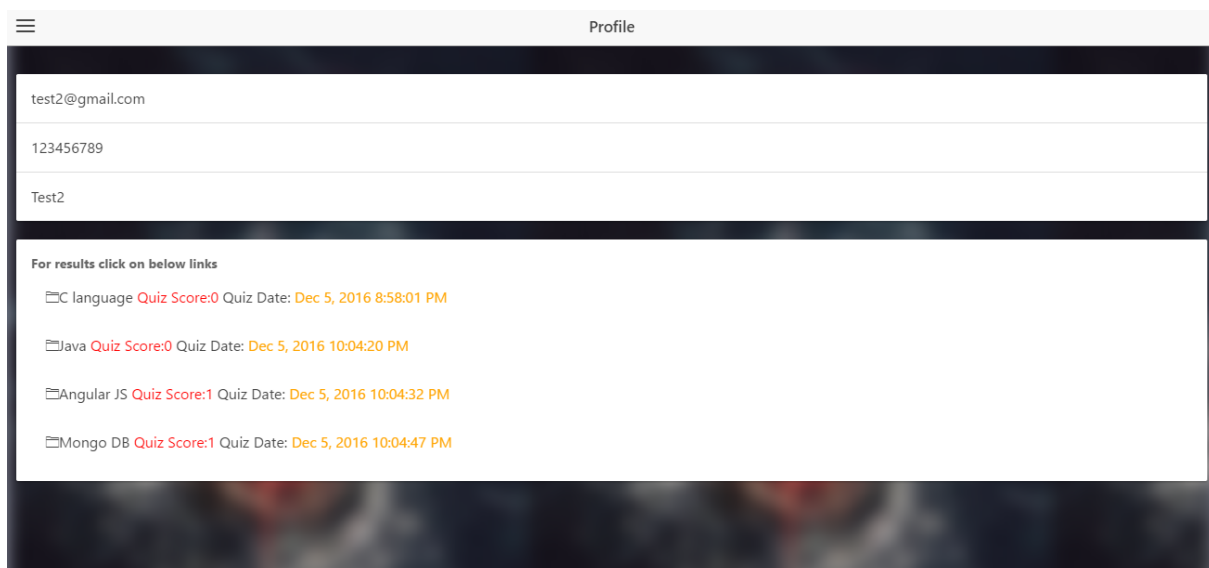 Profile
test2@gmail.com
123456789
Test2
For results click on below links
C language Quiz Score:0 Quiz Date: Dec 5, 2016 8:58:01 PM
Java Quiz Score:0 Quiz Date: Dec 5, 2016 10:04:20 PM
Angular JS Quiz Score:1 Quiz Date: Dec 5, 2016 10:04:32 PM
Mongo DB Quiz Score:1 Quiz Date: Dec 5, 2016 10:04:47 PM